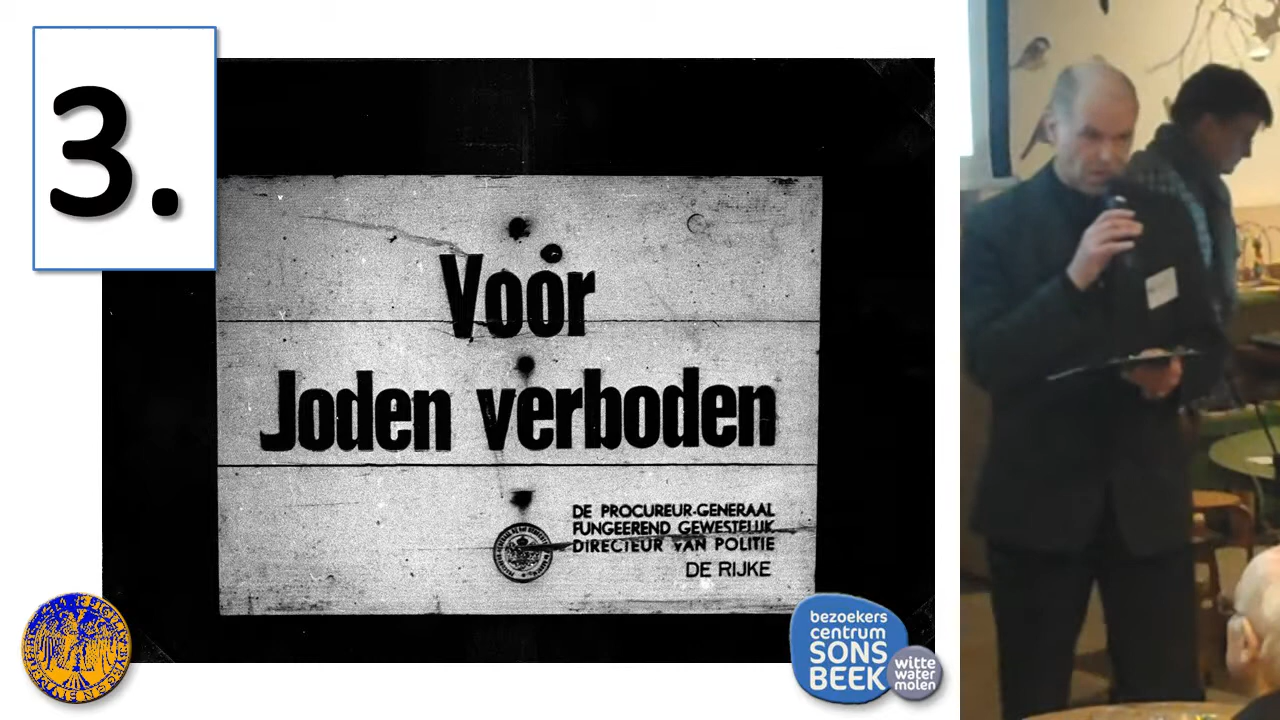 3.
Voor
Joden verboden
DE PROCUREUR-GENERAAL
FUNGEEREND GEWESTELIJK
DIRECTEUR VAN POLITIE
DE RIJKE
bezoekers
centrum
SONS
BEEK
witte
water
molen